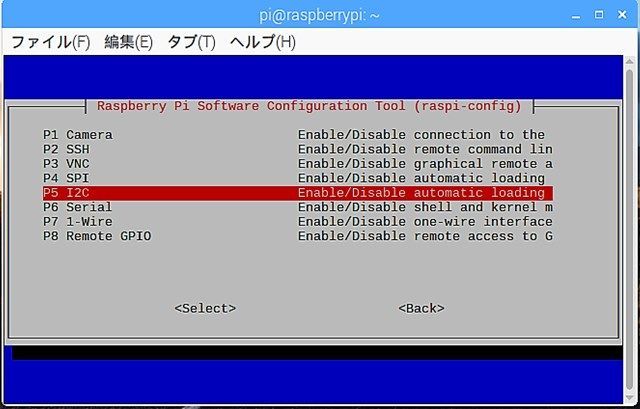 pi@raspberrypi: ~
ファイル(F) 編集(E) タブ(T) ヘルプ(H)
Raspberry Pi Software Configuration Tool (raspi-config)
P1 Camera Enable/Disable connection to the
P2 SSH Enable/Disable remote command lin
P3 VNC Enable/Disable graphical remote a
P4 SPI Enable/Disable automatic loading
P5 I2C Enable/Disable automatic loading
P6 Serial Enable/Disable shell and kernel m
P7 1-Wire Enable/Disable one-wire interface
P8 Remote GPIO Enable/Disable remote access to G
<Select> <Back>